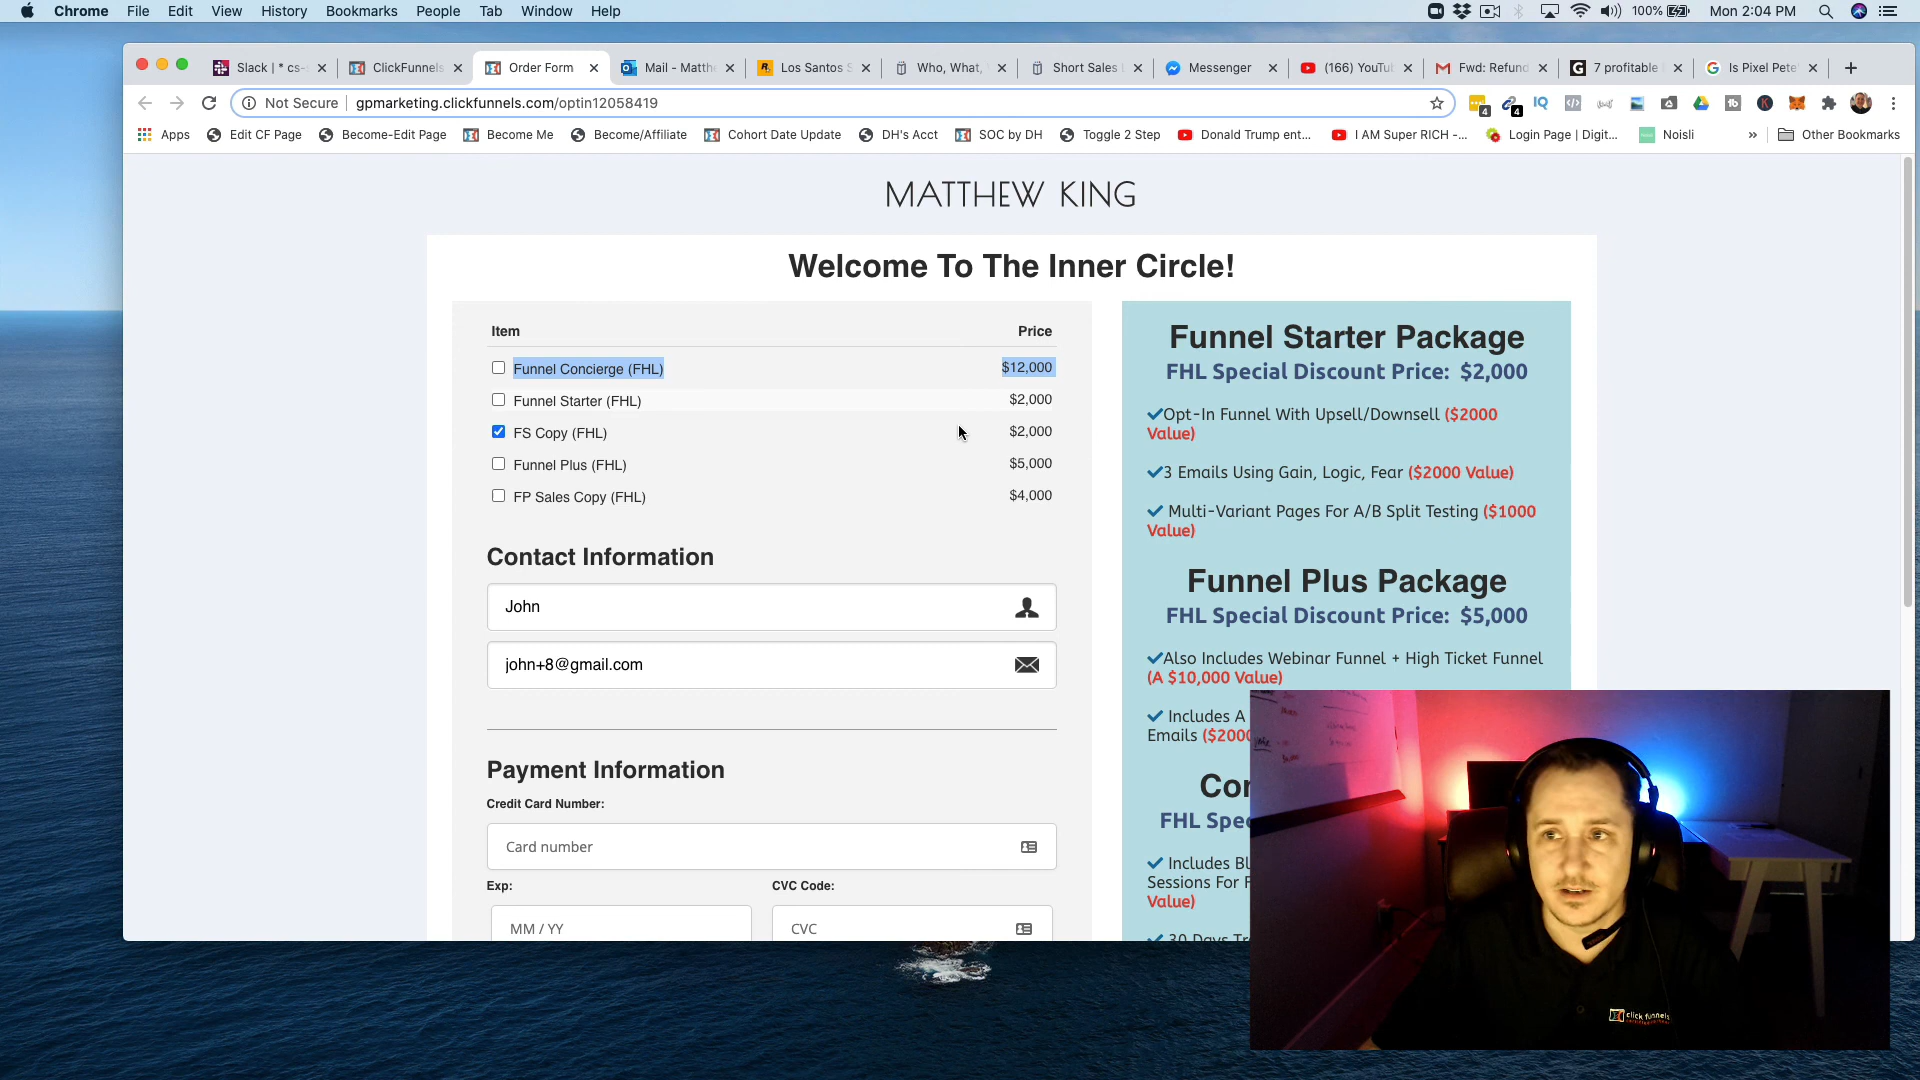 Chrome File Edit View History Bookmarks People Tab Window Help
100% Mon 2:04 PM
Slack | * cs-
ClickFunnels
Order Form
Mail - Matthe
Los Santos S
Who, What,
Short Sales L
Messenger
(166) YouTu
Fwd: Refund
7 profitable
Is Pixel Pete'
Not Secure gpmarketing.clickfunnels.com/optin12058419
Apps Edit CF Page Become-Edit Page Become Me Become/Affiliate Cohort Date Update DH's Acct SOC by DH Toggle 2 Step Donald Trump ent... I AM Super RICH -... Login Page | Digit... Noisli » Other Bookmarks
MATTHEW KING
Welcome To The Inner Circle!
Item Price
Funnel Concierge (FHL) $12,000
Funnel Starter (FHL) $2,000
FS Copy (FHL) $2,000
Funnel Plus (FHL) $5,000
FP Sales Copy (FHL) $4,000
Contact Information
John
john+8@gmail.com
Payment Information
Credit Card Number:
Card number
Exp: CVC Code:
MM / YY CVC
Funnel Starter Package
FHL Special Discount Price: $2,000
Opt-In Funnel With Upsell/Downsell ($2000
Value)
3 Emails Using Gain, Logic, Fear ($2000 Value)
Multi-Variant Pages For A/B Split Testing ($1000
Value)
Funnel Plus Package
FHL Special Discount Price: $5,000
Also Includes Webinar Funnel + High Ticket Funnel
(A $10,000 Value)
Includes A
Emails ($200
Co
FHL Spec
Includes Bl
Sessions For F
Value)
30 Days Tr
click funnels